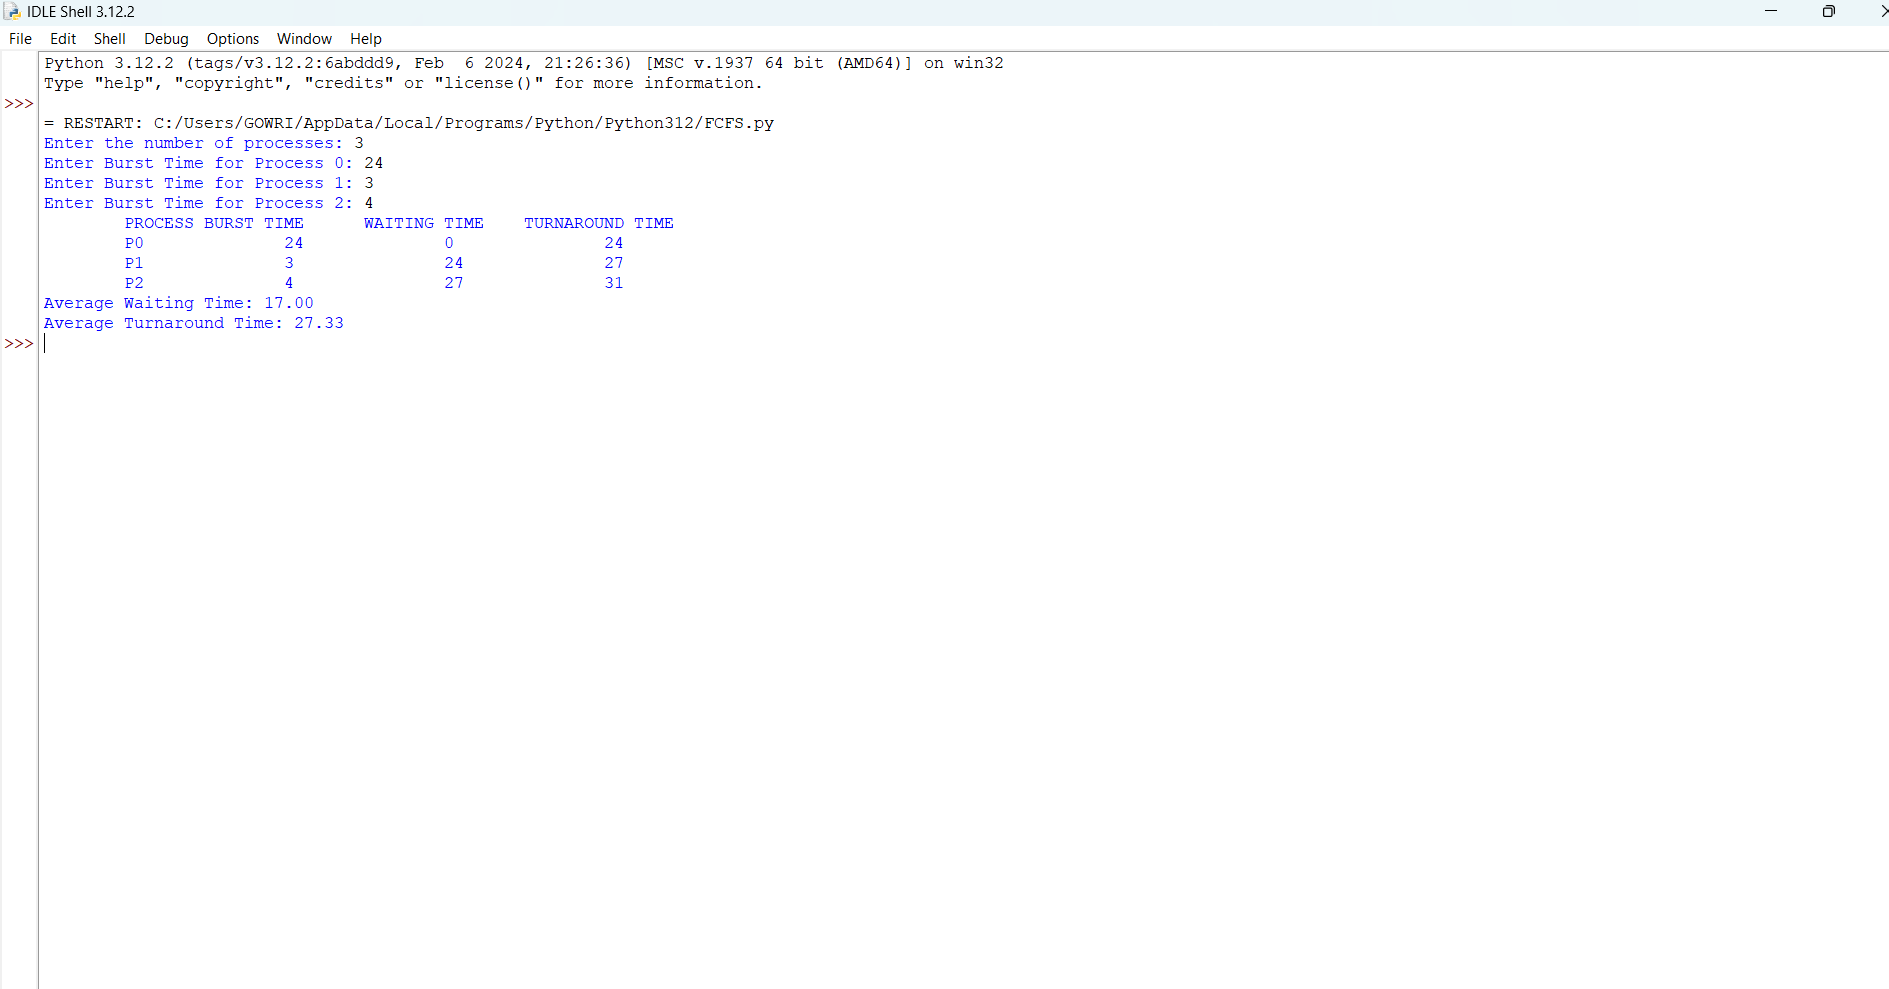 IDLE Shell 3.12.2
File Edit Shell Debug Options Window Help
Python 3.12.2 (tags/v3.12.2:6abddd9, Feb  6 2024, 21:26:36) [MSC v.1937 64 bit (AMD64)] on win32
Type "help", "copyright", "credits" or "license()" for more information.
>>>
= RESTART: C:/Users/GOWRI/AppData/Local/Programs/Python/Python312/FCFS.py
Enter the number of processes: 3
Enter Burst Time for Process 0: 24
Enter Burst Time for Process 1: 3
Enter Burst Time for Process 2: 4
PROCESS BURST TIME      WAITING TIME    TURNAROUND TIME
P0              24              0               24
P1              3               24              27
P2              4               27              31
Average Waiting Time: 17.00
Average Turnaround Time: 27.33
>>>